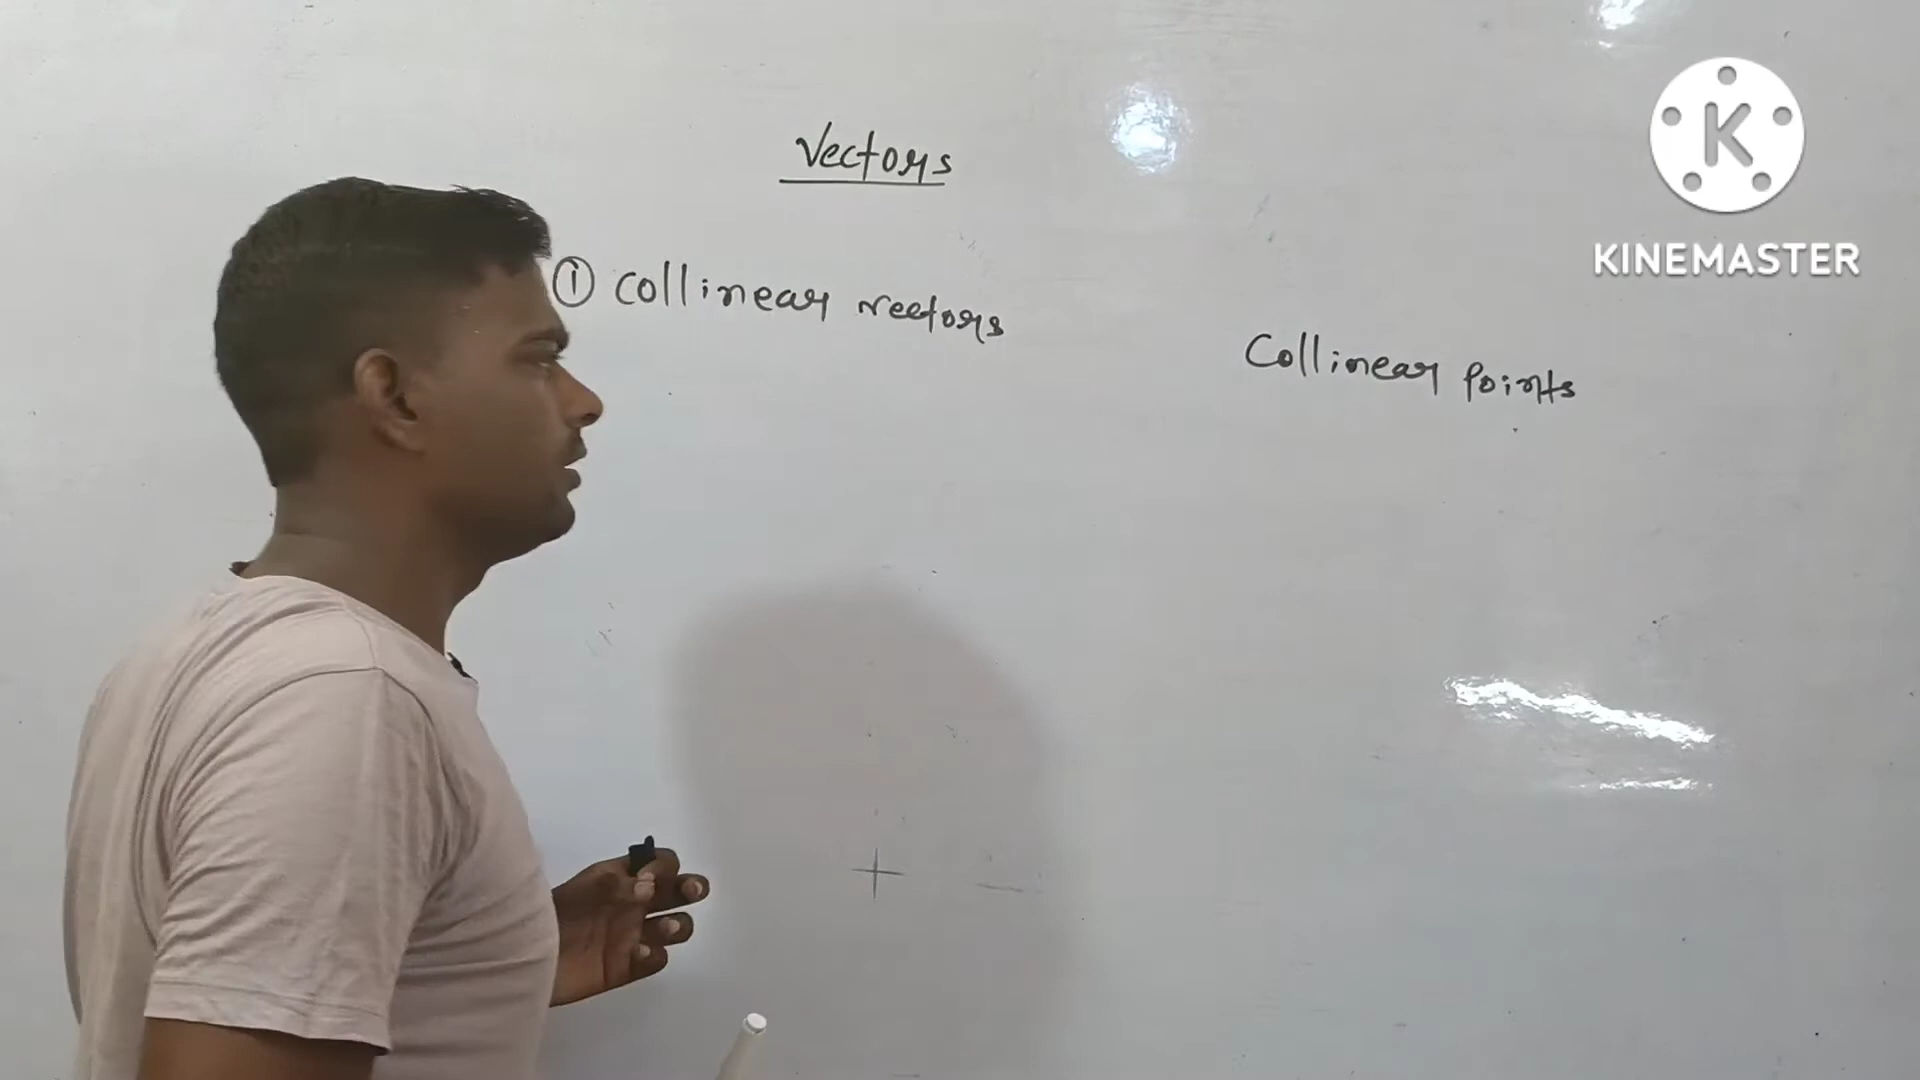 Vectors
① Collinear vectors
Collinear Points
+ −
K
KINEMASTER